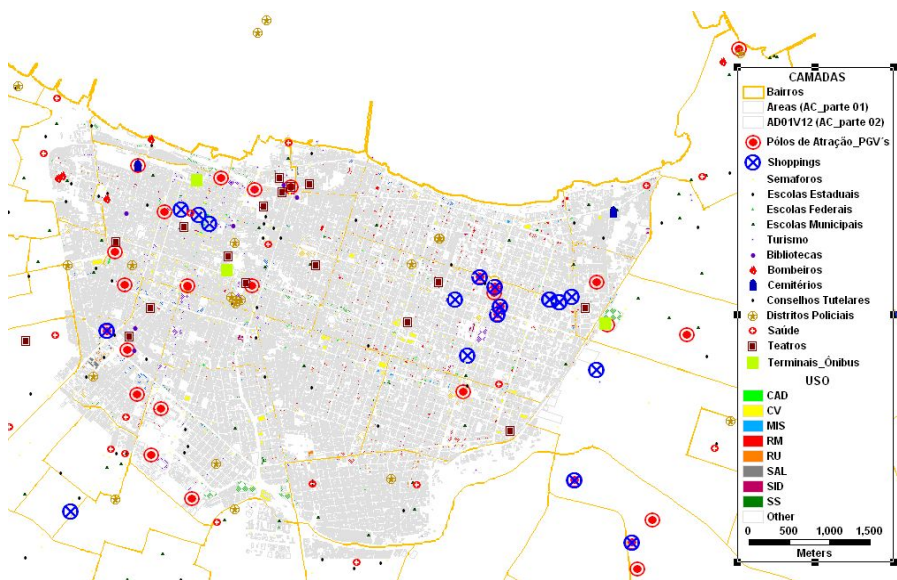 CAMADAS
Bairros
Areas (AC_parte 01)
AD01V12 (AC_parte 02)
Pólos de Atração_PGV´s
Shoppings
Semaforos
Escolas Estaduais
Escolas Federais
Escolas Municipais
Turismo
Bibliotecas
Bombeiros
Cemitérios
Conselhos Tutelares
Distritos Policiais
Saúde
Teatros
Terminais_Ônibus
USO
CAD
CV
MIS
RM
RU
SAL
SID
SS
Other
0 500 1,000 1,500
Meters